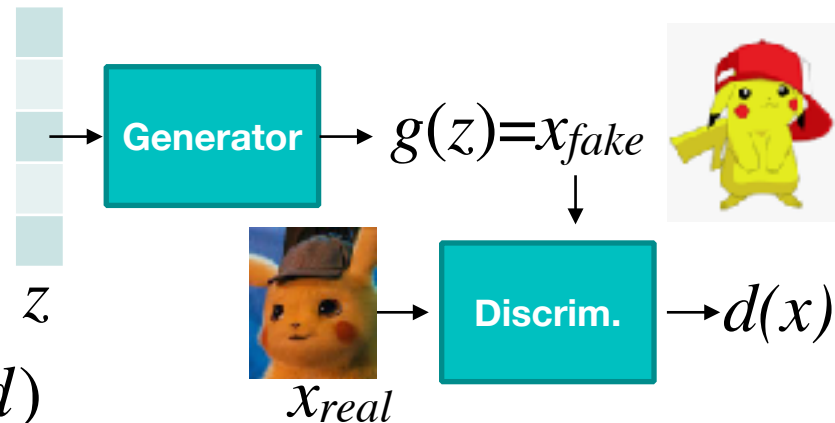 Generator
g(z)=x_fake
z
Discrim.
d(x)
d)
x_real